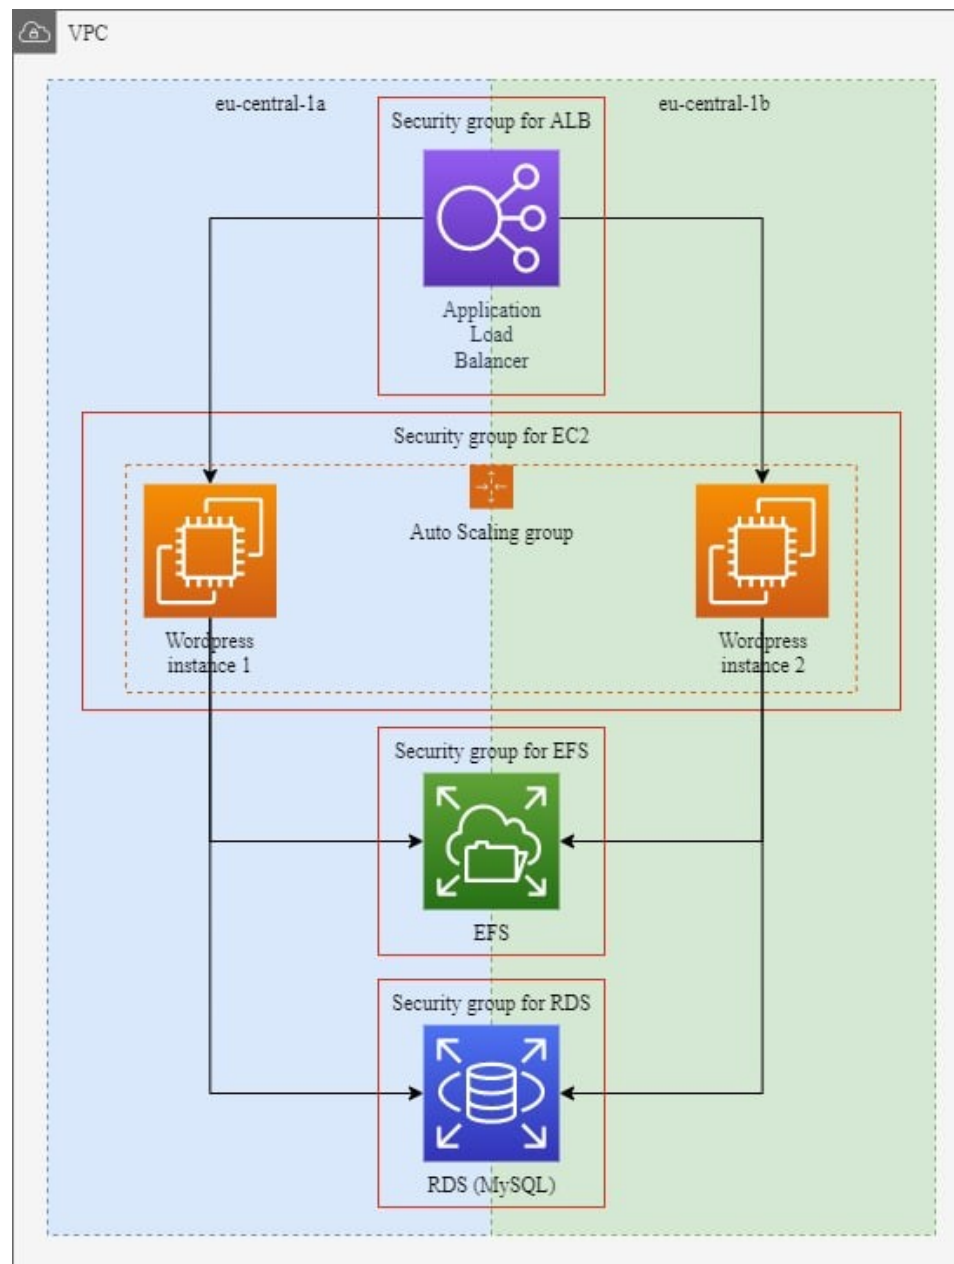 VPC
eu-central-1a
eu-central-1b
Security group for ALB
Application
Load
Balancer
Security group for EC2
Auto Scaling group
Wordpress
instance 1
Wordpress
instance 2
Security group for EFS
EFS
Security group for RDS
RDS (MySQL)